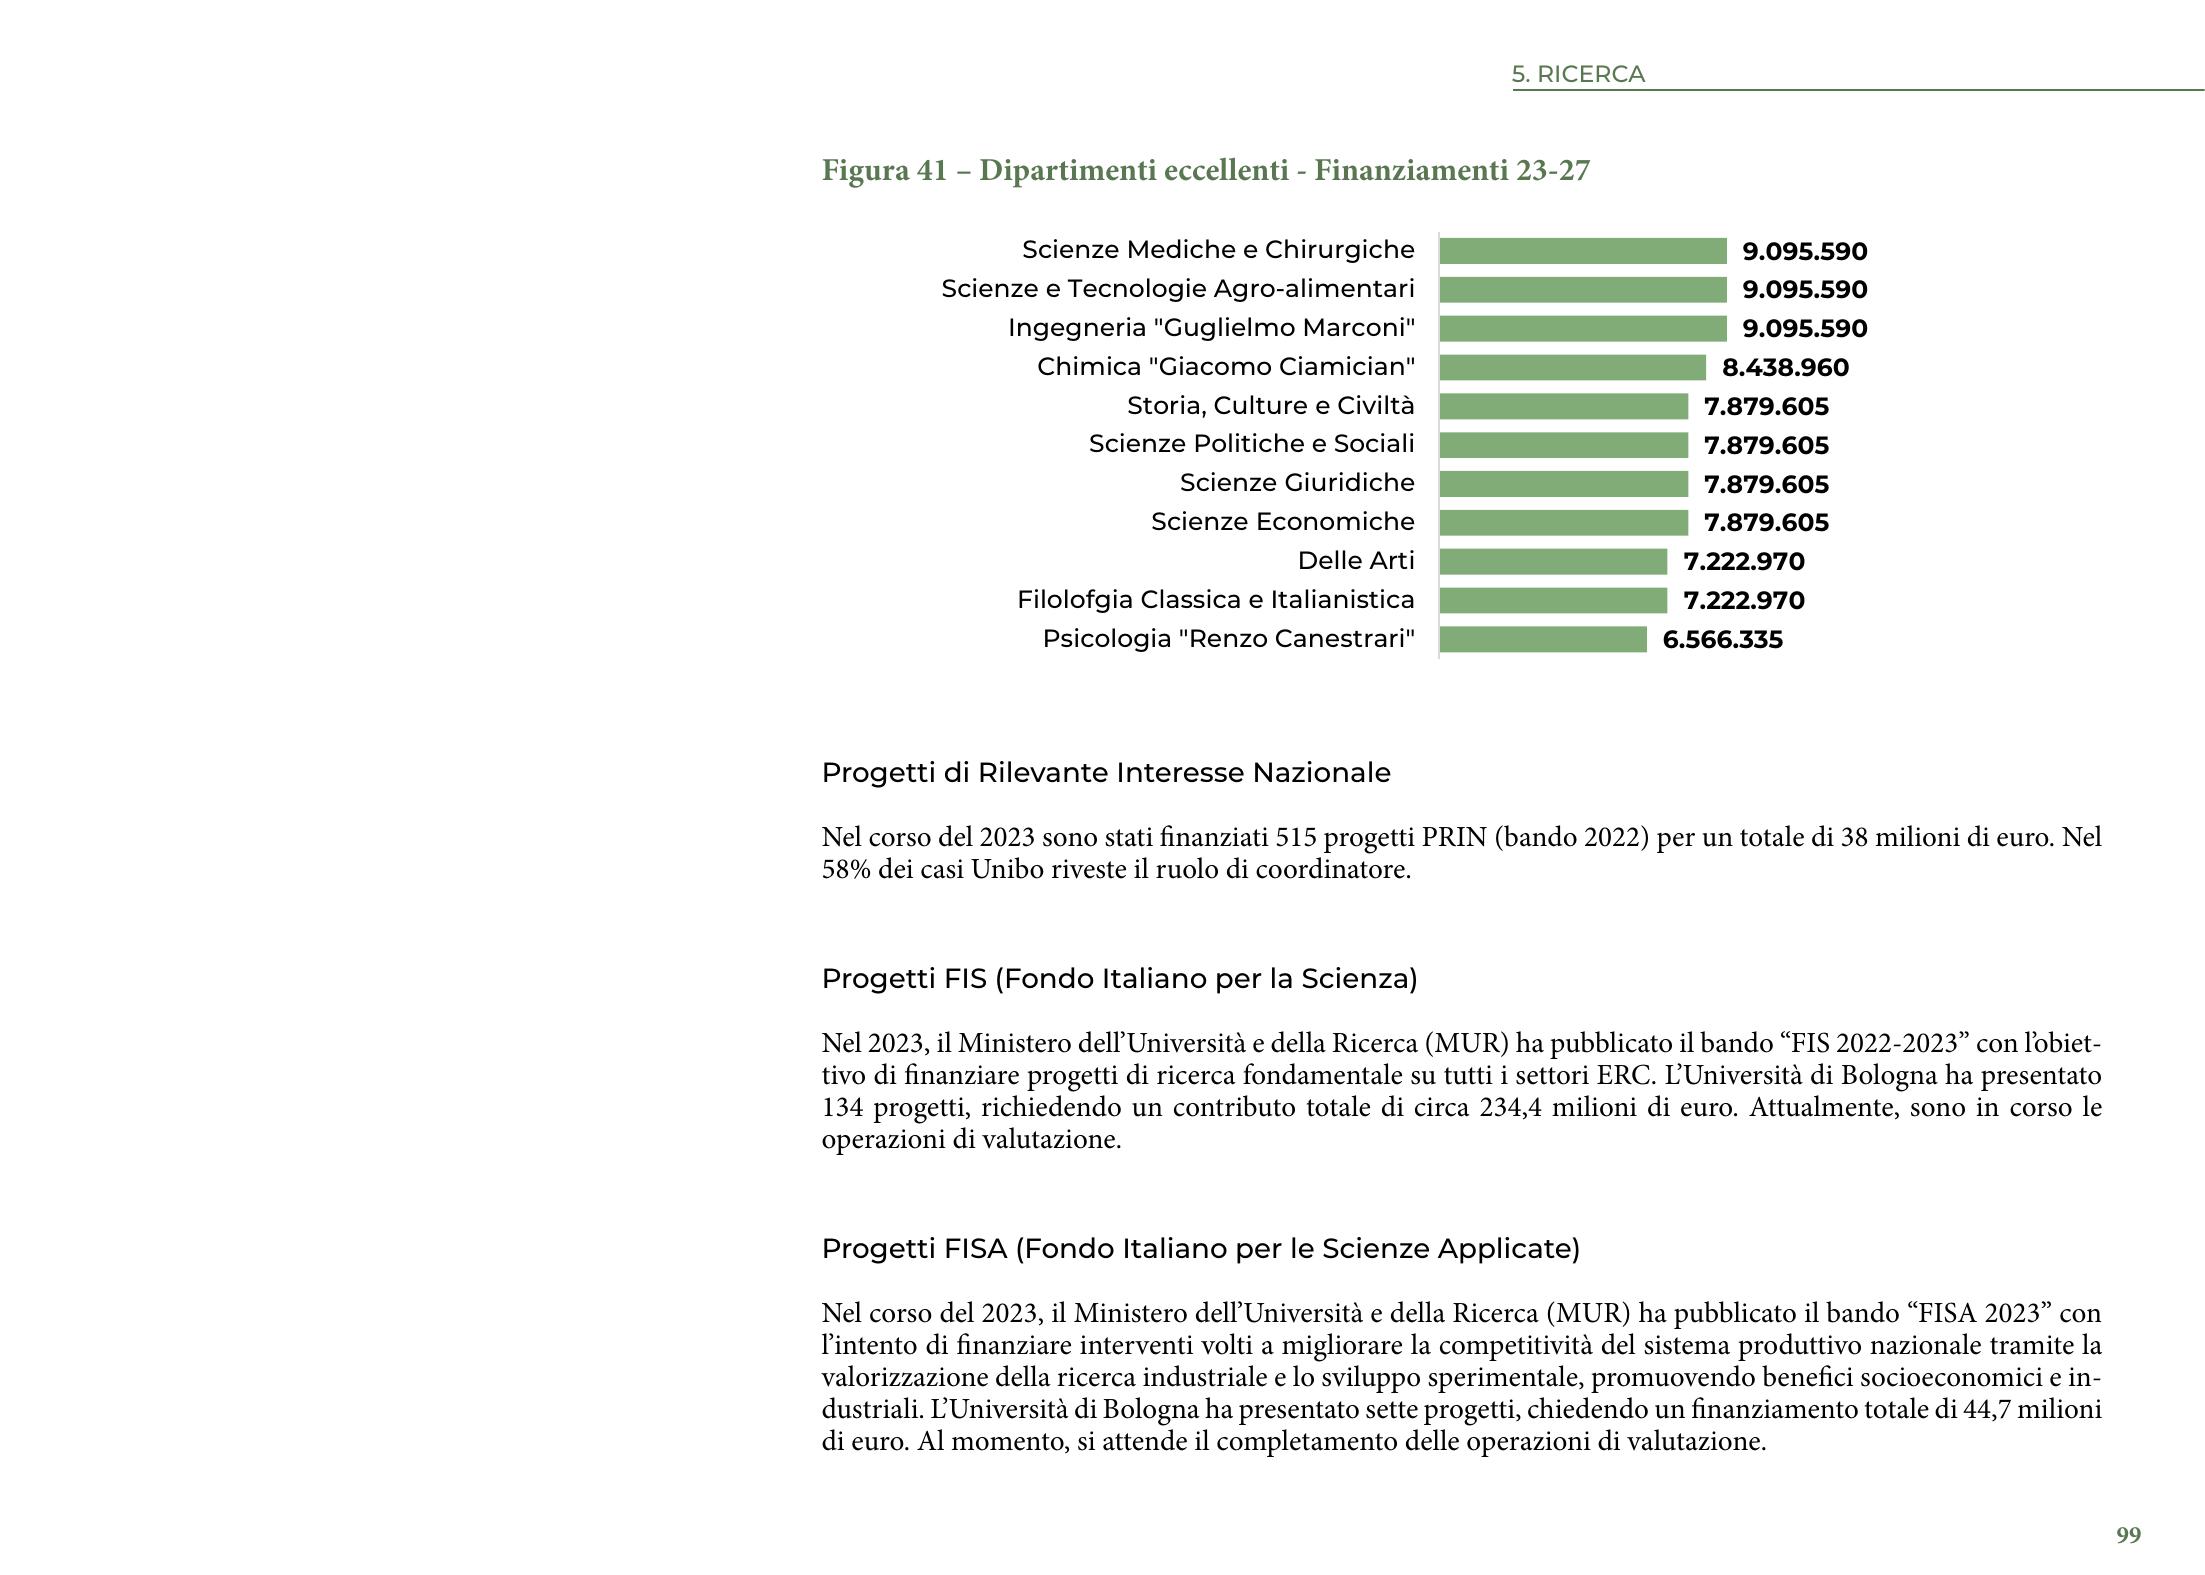 5. RICERCA
Figura 41 – Dipartimenti eccellenti - Finanziamenti 23-27
Scienze Mediche e Chirurgiche 9.095.590
Scienze e Tecnologie Agro-alimentari 9.095.590
Ingegneria "Guglielmo Marconi" 9.095.590
Chimica "Giacomo Ciamician" 8.438.960
Storia, Culture e Civiltà 7.879.605
Scienze Politiche e Sociali 7.879.605
Scienze Giuridiche 7.879.605
Scienze Economiche 7.879.605
Delle Arti 7.222.970
Filolofgia Classica e Italianistica 7.222.970
Psicologia "Renzo Canestrari" 6.566.335
Progetti di Rilevante Interesse Nazionale
Nel corso del 2023 sono stati finanziati 515 progetti PRIN (bando 2022) per un totale di 38 milioni di euro. Nel
58% dei casi Unibo riveste il ruolo di coordinatore.
Progetti FIS (Fondo Italiano per la Scienza)
Nel 2023, il Ministero dell’Università e della Ricerca (MUR) ha pubblicato il bando “FIS 2022-2023” con l’obiet-
tivo di finanziare progetti di ricerca fondamentale su tutti i settori ERC. L’Università di Bologna ha presentato
134 progetti, richiedendo un contributo totale di circa 234,4 milioni di euro. Attualmente, sono in corso le
operazioni di valutazione.
Progetti FISA (Fondo Italiano per le Scienze Applicate)
Nel corso del 2023, il Ministero dell’Università e della Ricerca (MUR) ha pubblicato il bando “FISA 2023” con
l’intento di finanziare interventi volti a migliorare la competitività del sistema produttivo nazionale tramite la
valorizzazione della ricerca industriale e lo sviluppo sperimentale, promuovendo benefici socioeconomici e in-
dustriali. L’Università di Bologna ha presentato sette progetti, chiedendo un finanziamento totale di 44,7 milioni
di euro. Al momento, si attende il completamento delle operazioni di valutazione.
99